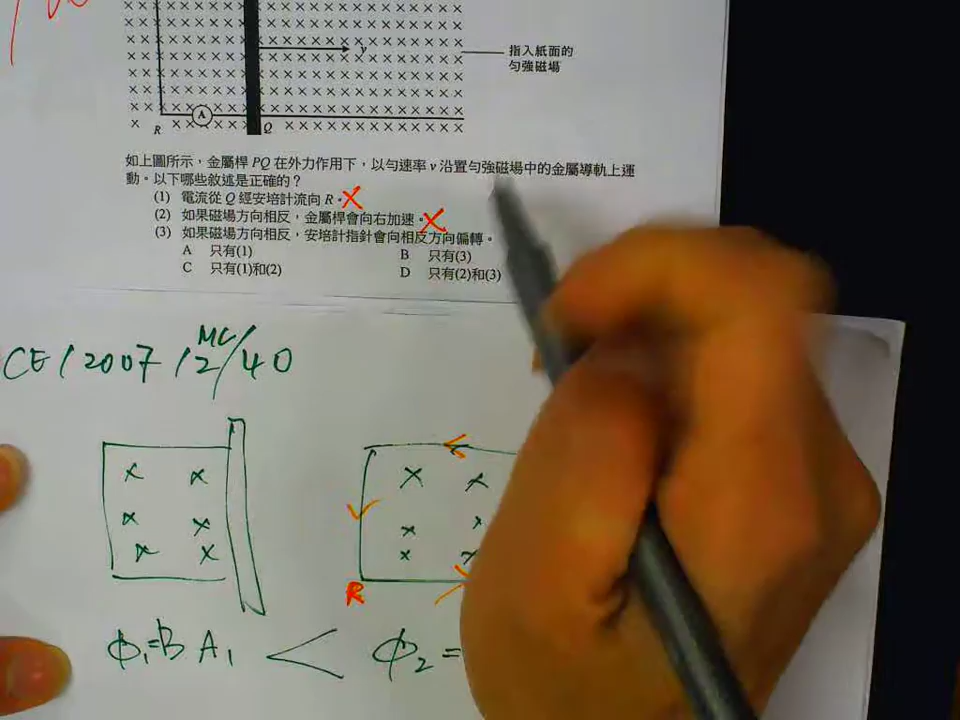 v
指入紙面的
勻強磁場
A
R
Q
如上圖所示，金屬桿 PQ 在外力作用下，以勻速率 v 沿置勻強磁場中的金屬導軌上運
動。以下哪些敘述是正確的？
(1) 電流從 Q 經安培計流向 R。
(2) 如果磁場方向相反，金屬桿會向右加速。
(3) 如果磁場方向相反，安培計指針會向相反方向偏轉。
A 只有(1) B 只有(3)
C 只有(1)和(2) D 只有(2)和(3)
MC
CE/2007/2/40
R
ϕ₁=BA₁ < ϕ₂=